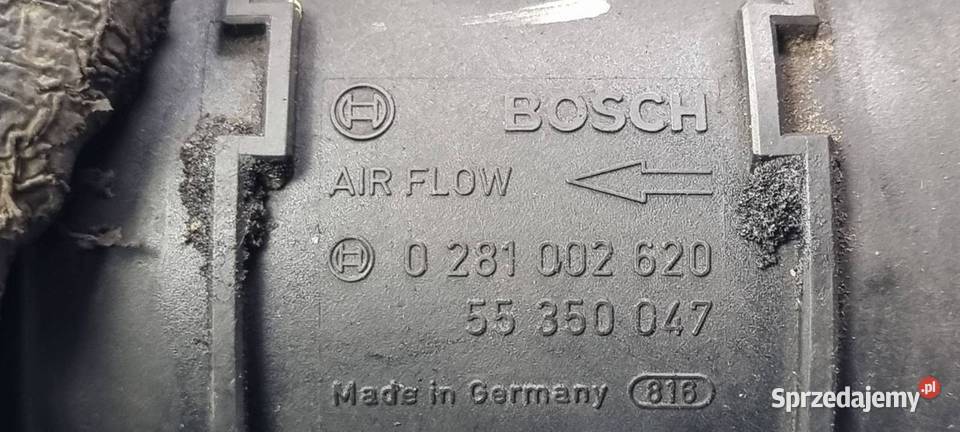 BOSCH
AIR FLOW
0 281 002 620
55 350 047
Made in Germany 816
Sprzedajemy.pl